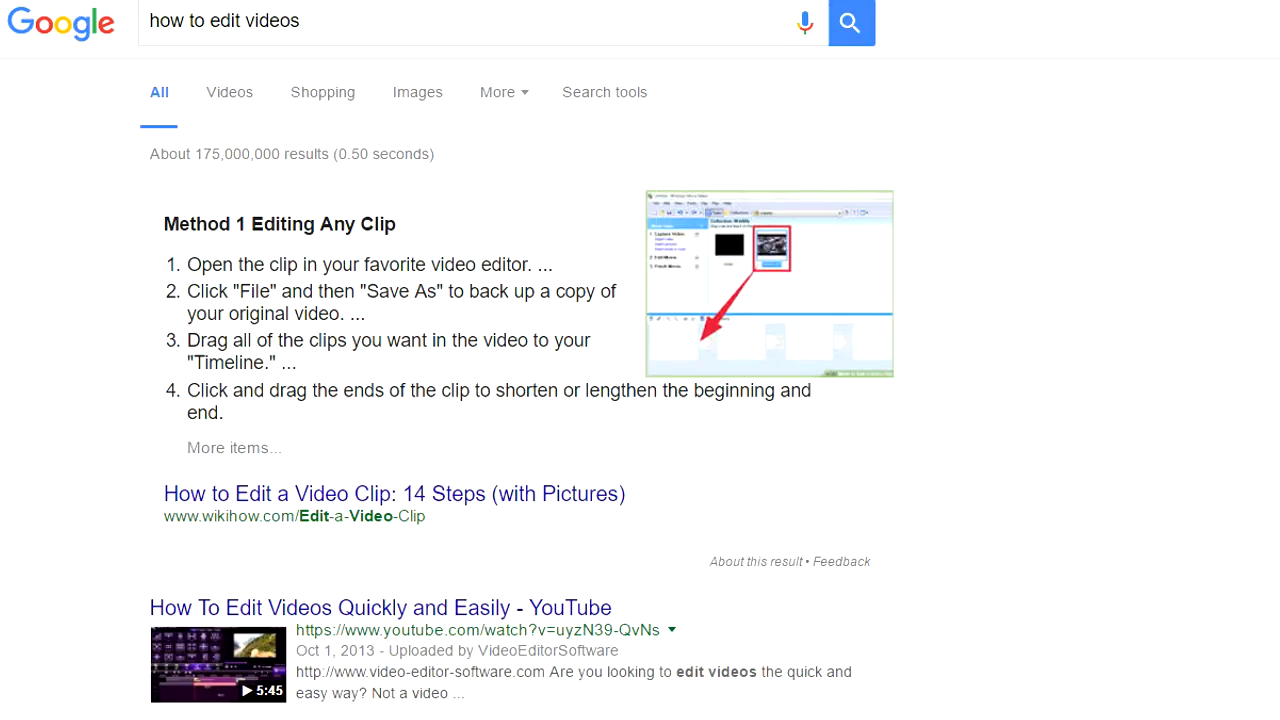 Google
how to edit videos
All Videos Shopping Images More Search tools
About 175,000,000 results (0.50 seconds)
Method 1 Editing Any Clip
1. Open the clip in your favorite video editor. ...
2. Click "File" and then "Save As" to back up a copy of
your original video. ...
3. Drag all of the clips you want in the video to your
"Timeline." ...
4. Click and drag the ends of the clip to shorten or lengthen the beginning and
end.
More items...
How to Edit a Video Clip: 14 Steps (with Pictures)
www.wikihow.com/Edit-a-Video-Clip
About this result • Feedback
How To Edit Videos Quickly and Easily - YouTube
https://www.youtube.com/watch?v=uyzN39-QvNs
Oct 1, 2013 - Uploaded by VideoEditorSoftware
http://www.video-editor-software.com Are you looking to edit videos the quick and
easy way? Not a video ...
5:45